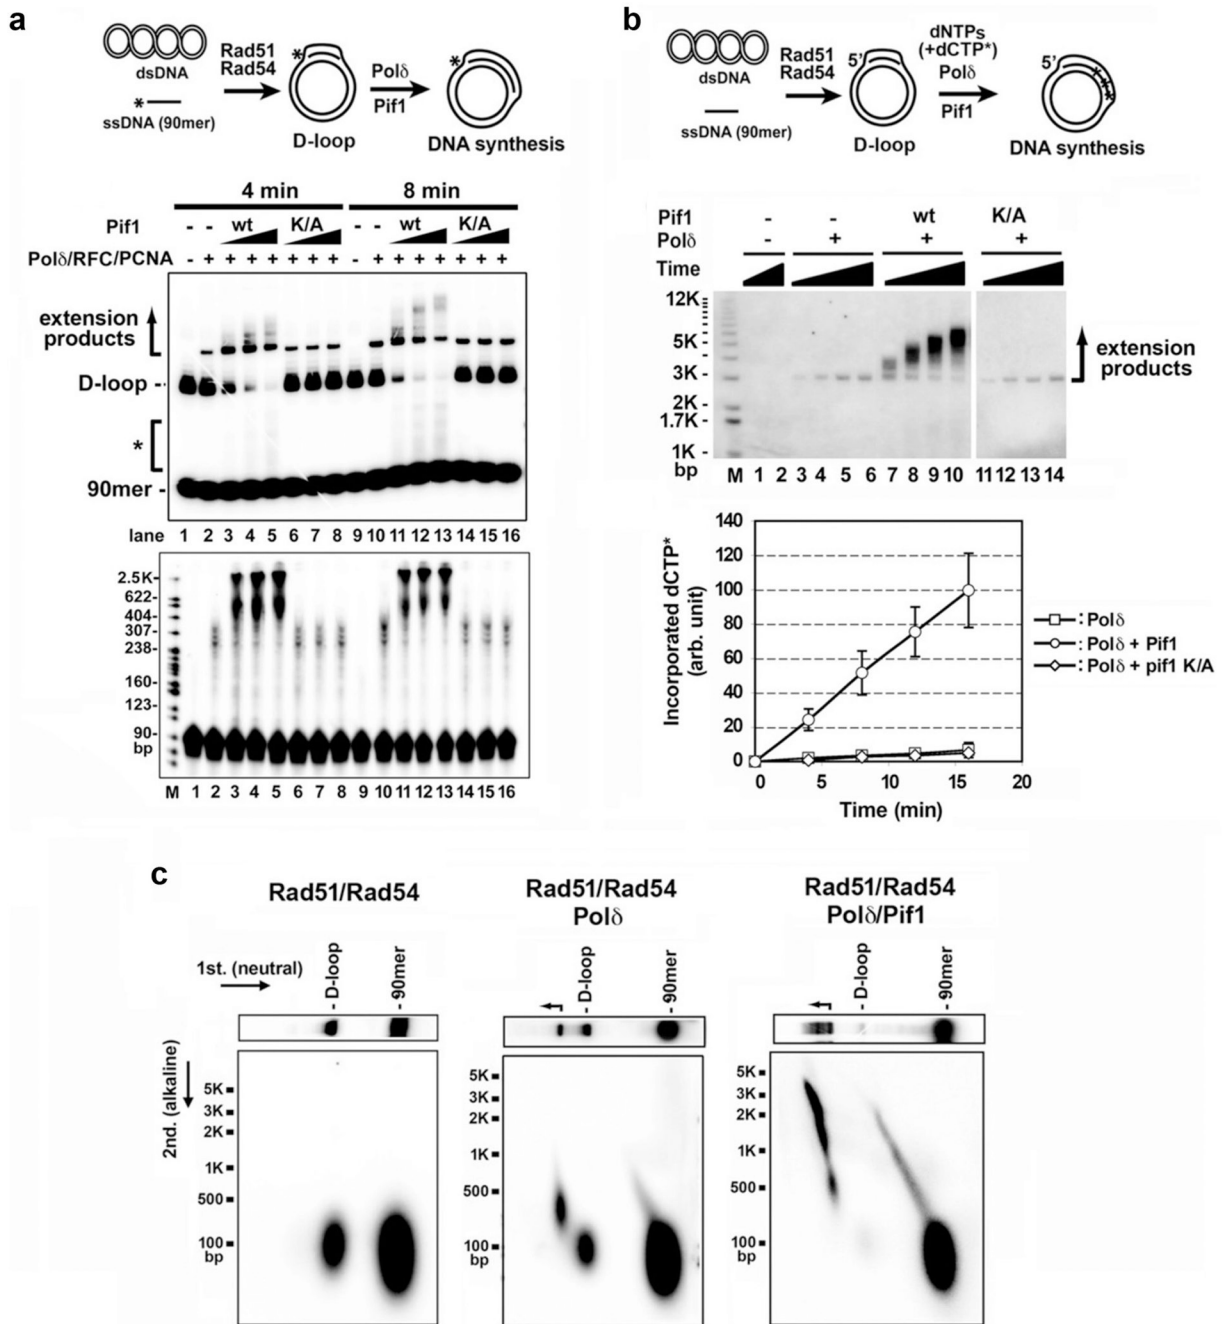 a
dsDNA
*
ssDNA (90mer)
Rad51
Rad54
*
D-loop
Polδ
Pif1
*
DNA synthesis
4 min
8 min
Pif1 - - wt K/A - - wt K/A
Polδ/RFC/PCNA - + + + + + + + - + + + + + + +
extension
products
D-loop -
*
90mer -
lane 1 2 3 4 5 6 7 8 9 10 11 12 13 14 15 16
2.5K-
622-
404-
307-
238-
160-
123-
90-
bp
M 1 2 3 4 5 6 7 8 9 10 11 12 13 14 15 16
b
dsDNA
ssDNA (90mer)
Rad51
Rad54
5'
D-loop
dNTPs
(+dCTP*)
Polδ
Pif1
5'
***
DNA synthesis
Pif1 - - wt K/A
Polδ - + + +
Time
12K-
5K-
3K -
2K -
1.7K-
1K -
bp
extension
products
M 1 2 3 4 5 6 7 8 9 10 11 12 13 14
140
120
100
80
60
40
20
0
Incorporated dCTP*
(arb. unit)
0 5 10 15 20
Time (min)
: Polδ
: Polδ + Pif1
: Polδ + pif1 K/A
c
Rad51/Rad54
1st. (neutral)
- D-loop
- 90mer
2nd. (alkaline)
5K
3K
2K
1K
500
100
bp
Rad51/Rad54
Polδ
- D-loop
- 90mer
5K
3K
2K
1K
500
100
bp
Rad51/Rad54
Polδ/Pif1
- D-loop
- 90mer
5K
3K
2K
1K
500
100
bp